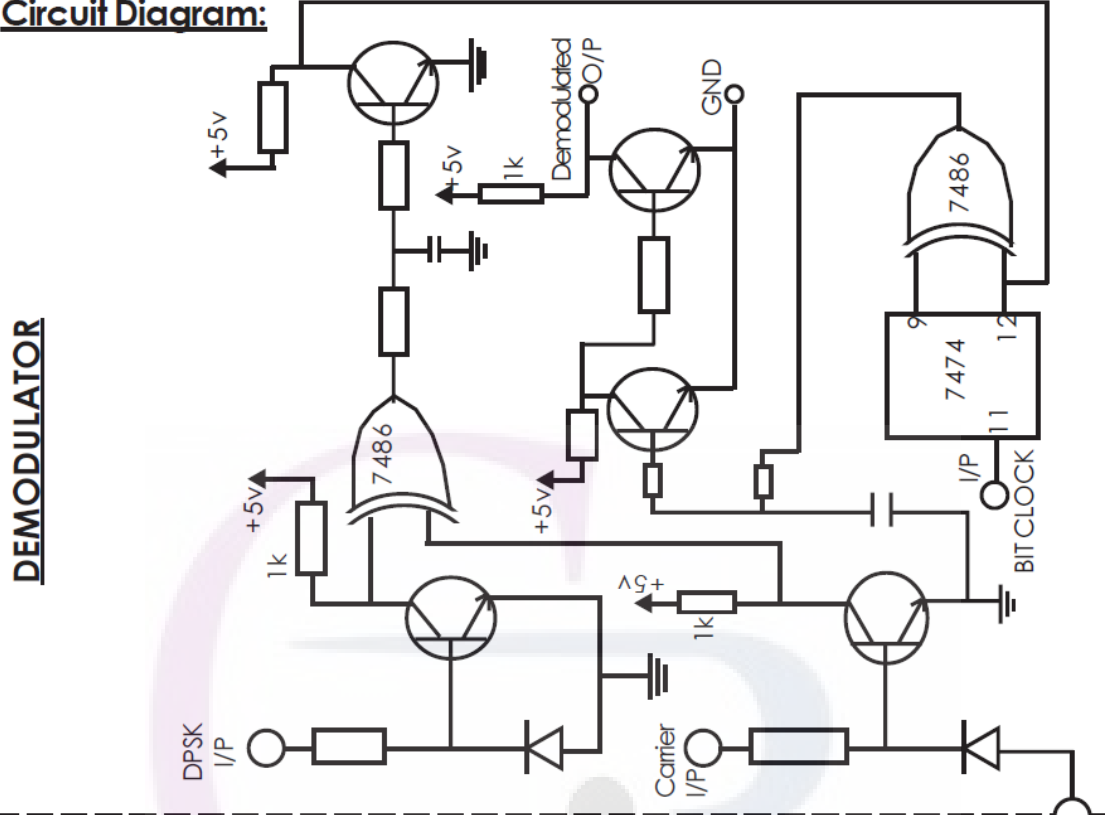 Circuit Diagram:
DEMODULATOR
+5v
+5v
1k
Demodulated
O/P
GND
7486
7486
9
12
7474
11
I/P
BIT CLOCK
+5v
1k
+5v
+5v
1k
DPSK
I/P
Carrier
I/P